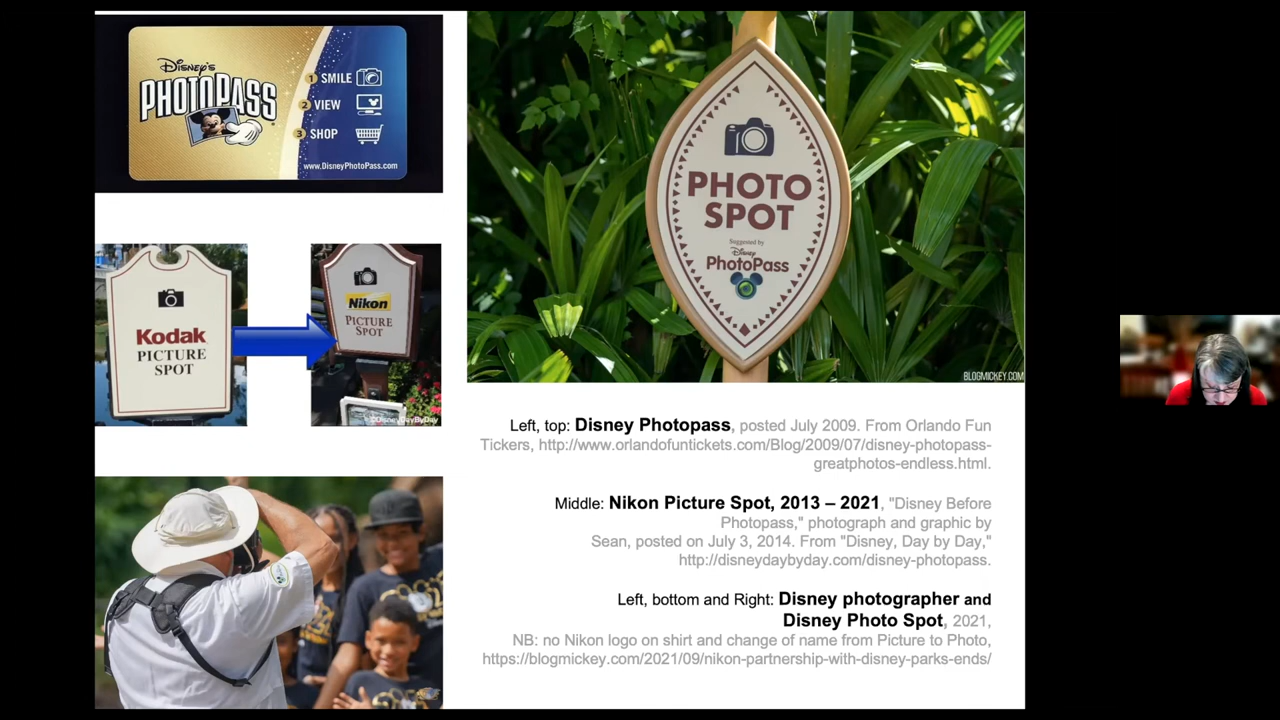 Disney's
PHOTOPASS
1 SMILE
2 VIEW
3 SHOP
www.DisneyPhotoPass.com
Kodak
PICTURE
SPOT
Nikon
PICTURE
SPOT
©DisneyDayByDay
PHOTO
SPOT
Suggested by
Disney
PhotoPass
BLOGMICKEY.COM
Left, top: Disney Photopass, posted July 2009. From Orlando Fun
Tickers, http://www.orlandofuntickets.com/Blog/2009/07/disney-photopass-
greatphotos-endless.html.
Middle: Nikon Picture Spot, 2013 – 2021, "Disney Before
Photopass," photograph and graphic by
Sean, posted on July 3, 2014. From "Disney, Day by Day,"
http://disneydaybyday.com/disney-photopass.
Left, bottom and Right: Disney photographer and
Disney Photo Spot, 2021,
NB: no Nikon logo on shirt and change of name from Picture to Photo,
https://blogmickey.com/2021/09/nikon-partnership-with-disney-parks-ends/